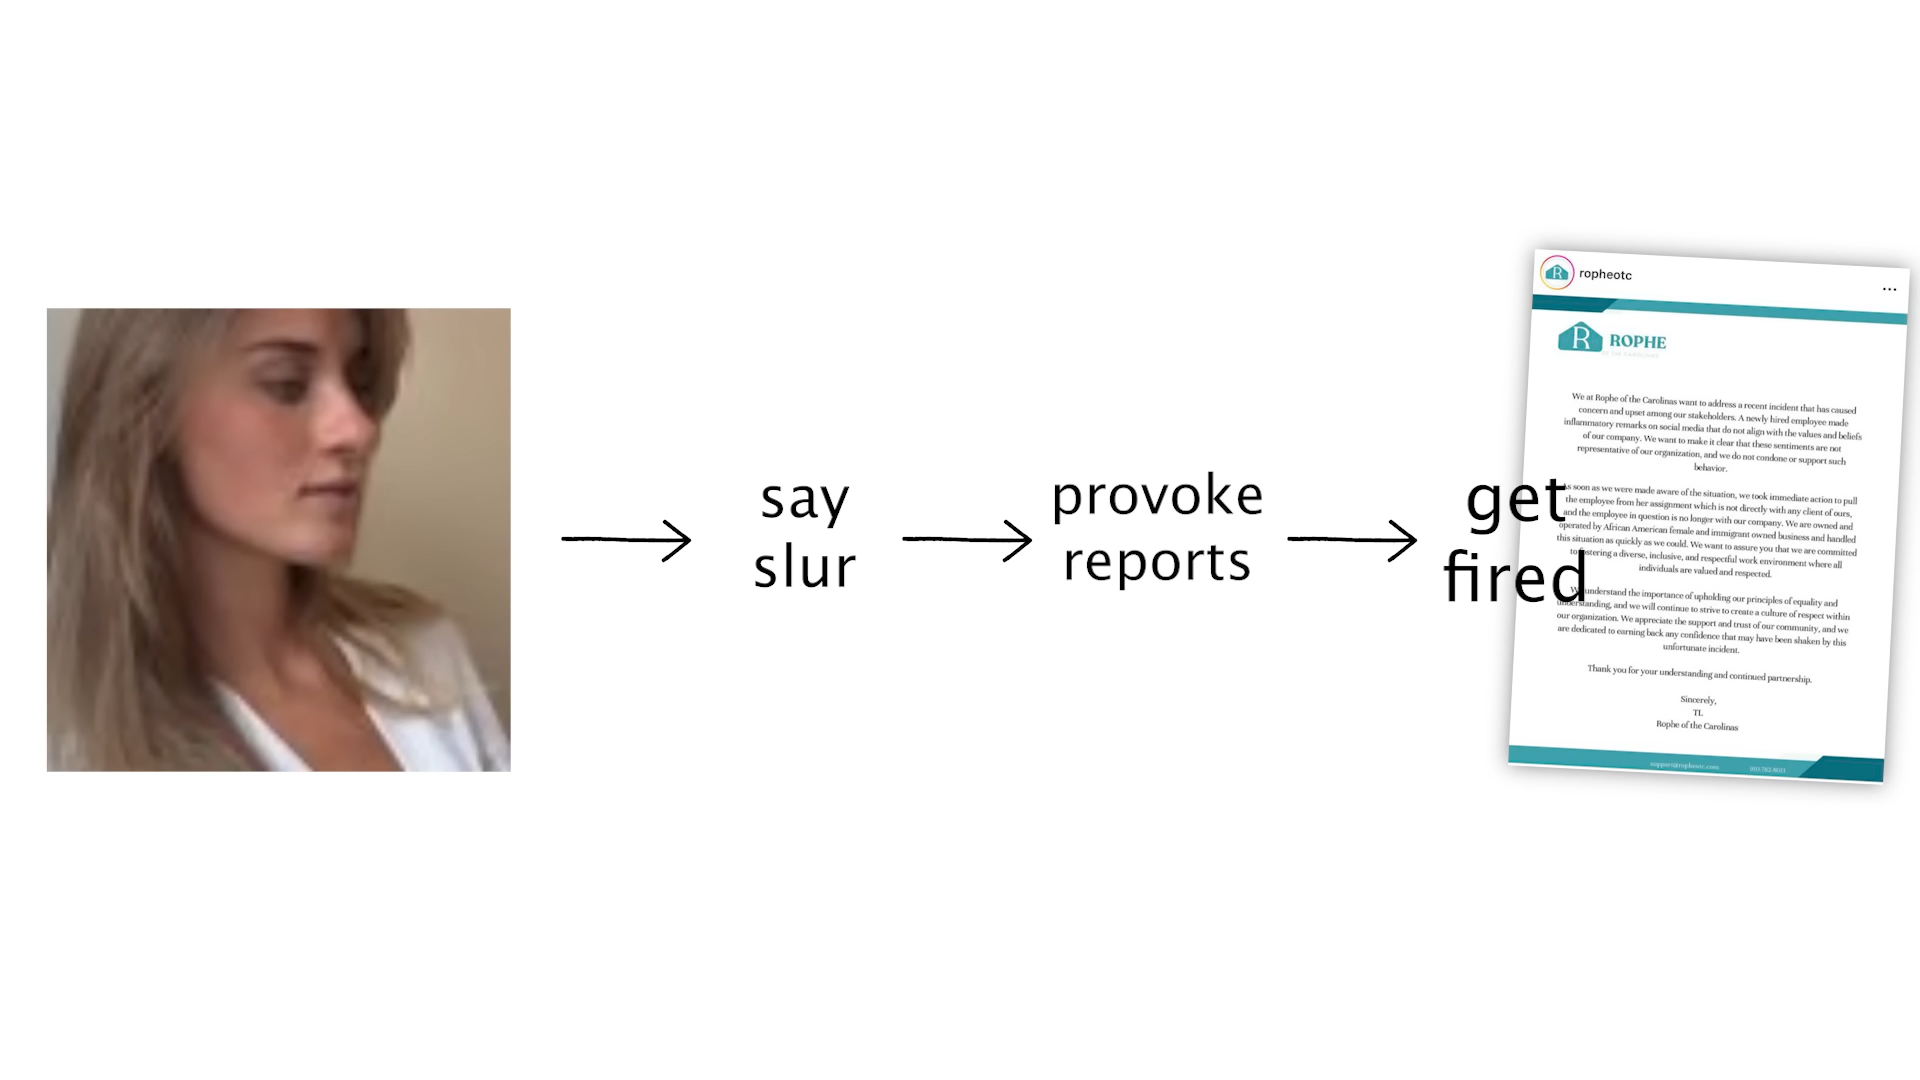 say
slur
provoke
reports
get
fired
ropheotc
R ROPHE
OF THE CAROLINAS
We at Rophe of the Carolinas want to address a recent incident that has caused
concern and upset among our stakeholders. A newly hired employee made
inflammatory remarks on social media that do not align with the values and beliefs
of our company. We want to make it clear that these sentiments are not
representative of our organization, and we do not condone or support such
behavior.
As soon as we were made aware of the situation, we took immediate action to pull
the employee from her assignment which is not directly with any client of ours,
and the employee in question is no longer with our company. We are owned and
operated by African American female and immigrant owned business and handled
this situation as quickly as we could. We want to assure you that we are committed
to fostering a diverse, inclusive, and respectful work environment where all
individuals are valued and respected.
We understand the importance of upholding our principles of equality and
understanding, and we will continue to strive to create a culture of respect within
our organization. We appreciate the support and trust of our community, and we
are dedicated to earning back any confidence that may have been shaken by this
unfortunate incident.
Thank you for your understanding and continued partnership.
Sincerely,
TL
Rophe of the Carolinas
support@ropheotc.com